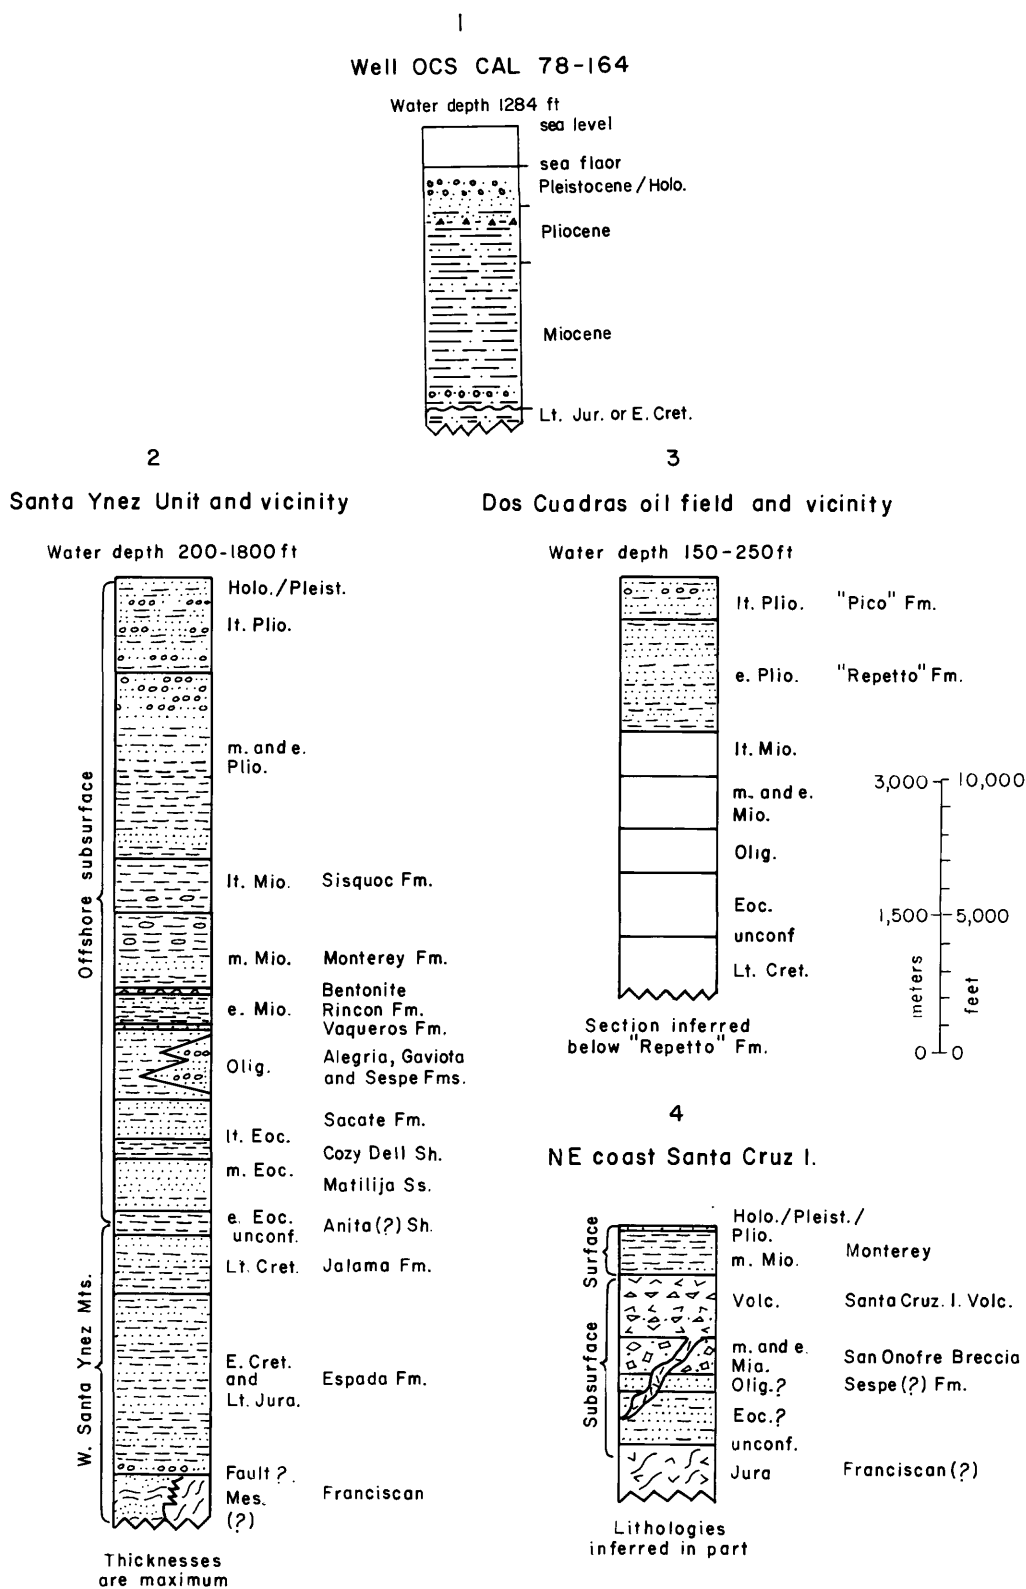 1
Well OCS CAL 78-164
Water depth 1284 ft
sea level
sea floor
Pleistocene / Holo.
Pliocene
Miocene
Lt. Jur. or E. Cret.
2
Santa Ynez Unit and vicinity
Water depth 200-1800 ft
Offshore subsurface
W. Santa Ynez Mts.
Holo./Pleist.
lt. Plio.
m. and e.
Plio.
lt. Mio. Sisquoc Fm.
m. Mio. Monterey Fm.
Bentonite
e. Mio. Rincon Fm.
Vaqueros Fm.
Olig. Alegria, Gaviota
and Sespe Fms.
Sacate Fm.
lt. Eoc.
Cozy Dell Sh.
m. Eoc.
Matilija Ss.
e. Eoc. Anita (?) Sh.
unconf.
Lt. Cret. Jalama Fm.
E. Cret.
and Espada Fm.
Lt. Jura.
Fault ?
Mes. Franciscan
(?)
Thicknesses
are maximum
3
Dos Cuadras oil field and vicinity
Water depth 150-250 ft
lt. Plio. "Pico" Fm.
e. Plio. "Repetto" Fm.
lt. Mio.
m. and e.
Mio.
Olig.
Eoc.
unconf
Lt. Cret.
Section inferred
below "Repetto" Fm.
3,000 10,000
1,500 5,000
meters feet
0 0
4
NE coast Santa Cruz I.
Surface
Subsurface
Holo./Pleist./
Plio.
m. Mio. Monterey
Volc. Santa Cruz. I. Volc.
m. and e.
Mia. San Onofre Breccia
Olig.? Sespe (?) Fm.
Eoc.?
unconf.
Jura Franciscan (?)
Lithologies
inferred in part